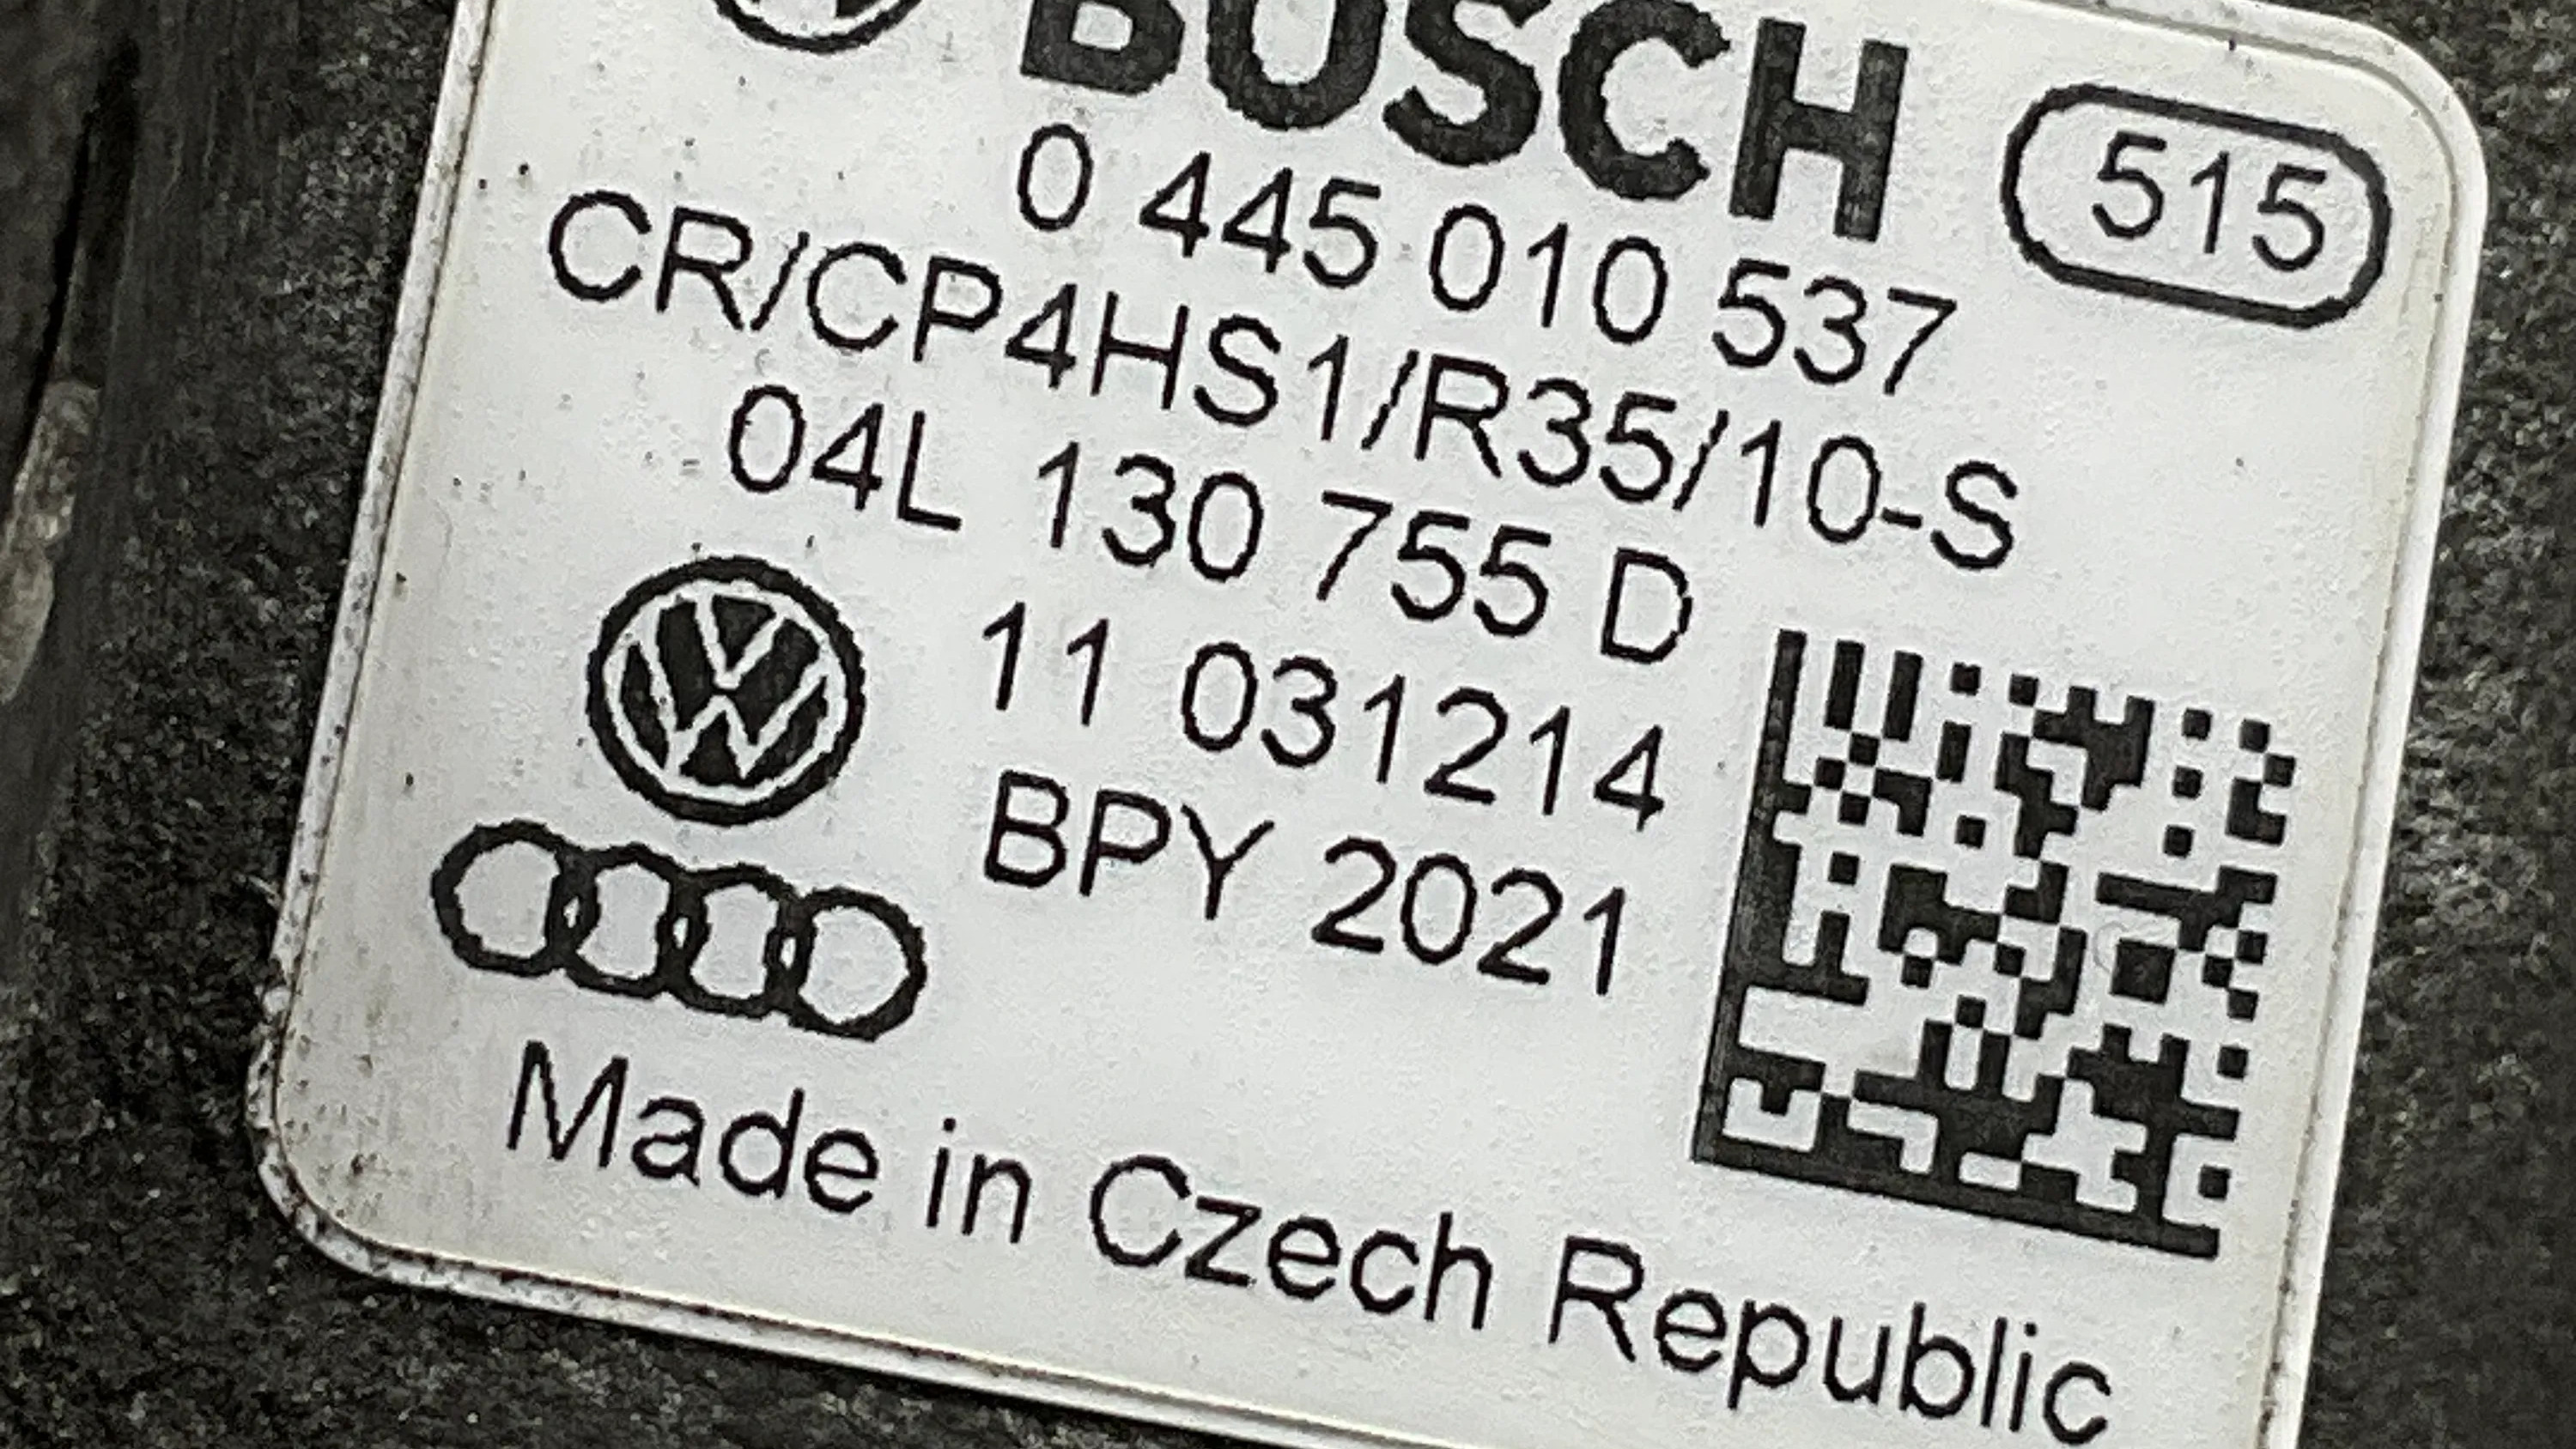 BOSCH
515
0 445 010 537
CR/CP4HS1/R35/10-S
04L 130 755 D
11 031214
BPY 2021
Made in Czech Republic